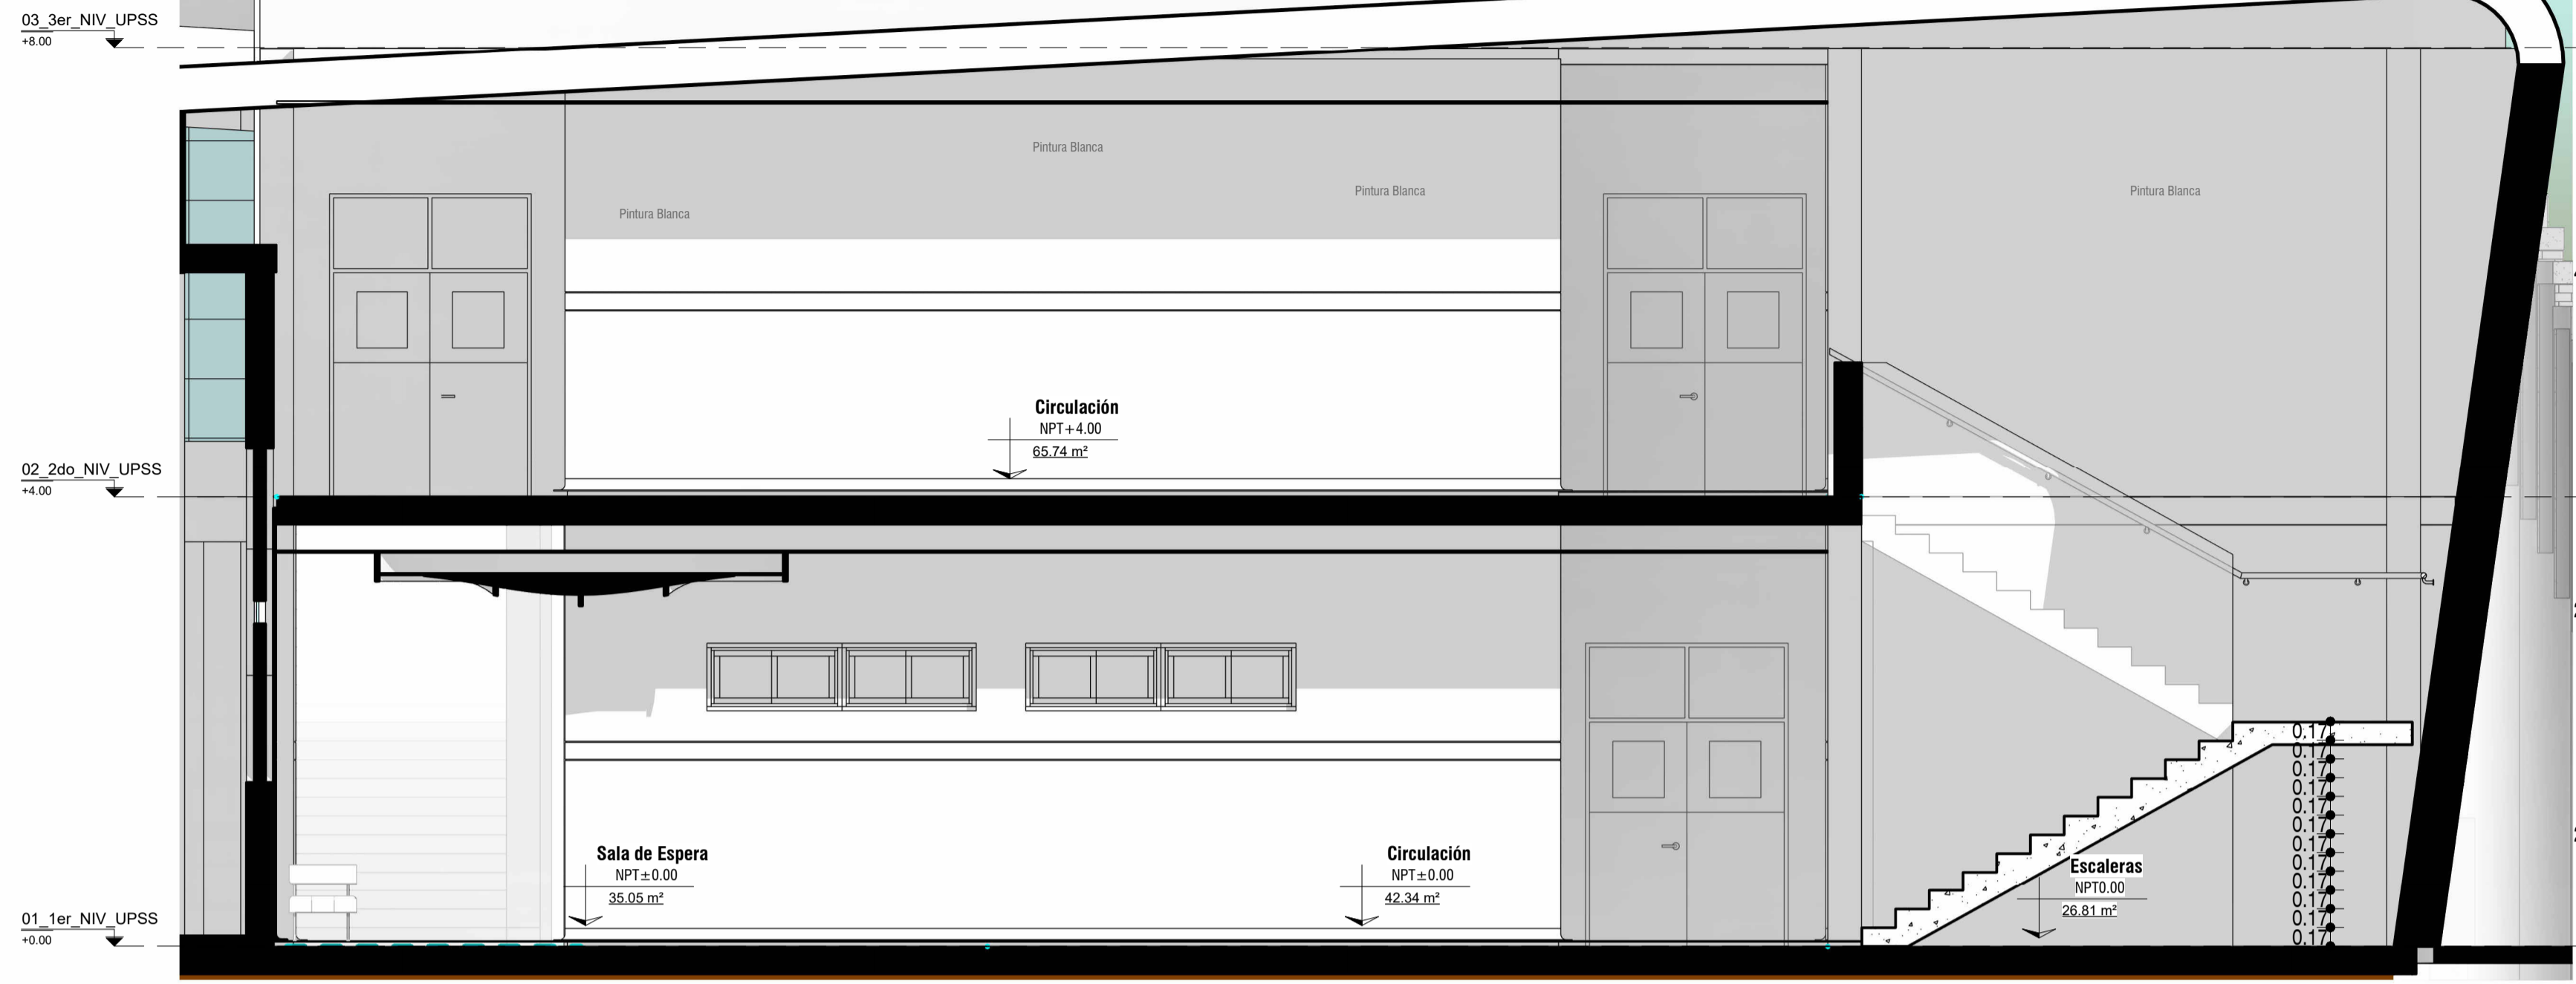 03_3er_NIV_UPSS
+8.00
Pintura Blanca
Pintura Blanca
Pintura Blanca
Pintura Blanca
Circulación
NPT+4.00
65.74 m²
02_2do_NIV_UPSS
+4.00
0.17
0.17
0.17
0.17
0.17
0.17
0.17
0.17
0.17
0.17
0.17
0.17
Sala de Espera
NPT±0.00
35.05 m²
Circulación
NPT±0.00
42.34 m²
Escaleras
NPT0.00
26.81 m²
01_1er_NIV_UPSS
+0.00